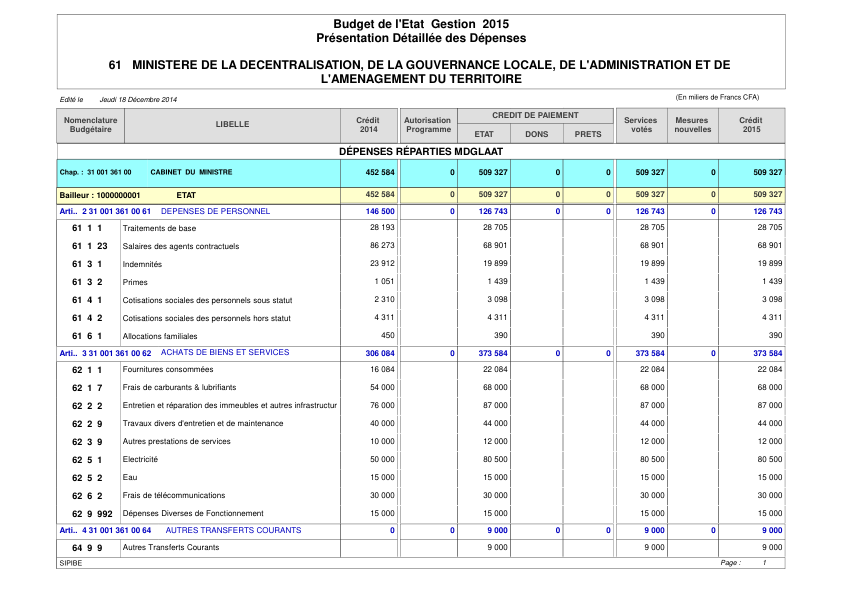 Budget de l'Etat Gestion 2015
Présentation Détaillée des Dépenses
61 MINISTERE DE LA DECENTRALISATION, DE LA GOUVERNANCE LOCALE, DE L'ADMINISTRATION ET DE
L'AMENAGEMENT DU TERRITOIRE
Edité le Jeudi 18 Décembre 2014 (En miliers de Francs CFA)
Nomenclature Budgétaire LIBELLE Crédit 2014 Autorisation Programme CREDIT DE PAIEMENT ETAT DONS PRETS Services votés Mesures nouvelles Crédit 2015
DÉPENSES RÉPARTIES MDGLAAT
Chap. : 31 001 361 00 CABINET DU MINISTRE 452 584 0 509 327 0 0 509 327 0 509 327
Bailleur : 1000000001 ETAT 452 584 0 509 327 0 0 509 327 0 509 327
Arti.. 2 31 001 361 00 61 DEPENSES DE PERSONNEL 146 500 0 126 743 0 0 126 743 0 126 743
61 1 1 Traitements de base 28 193 28 705 28 705 28 705
61 1 23 Salaires des agents contractuels 86 273 68 901 68 901 68 901
61 3 1 Indemnités 23 912 19 899 19 899 19 899
61 3 2 Primes 1 051 1 439 1 439 1 439
61 4 1 Cotisations sociales des personnels sous statut 2 310 3 098 3 098 3 098
61 4 2 Cotisations sociales des personnels hors statut 4 311 4 311 4 311 4 311
61 6 1 Allocations familiales 450 390 390 390
Arti.. 3 31 001 361 00 62 ACHATS DE BIENS ET SERVICES 306 084 0 373 584 0 0 373 584 0 373 584
62 1 1 Fournitures consommées 16 084 22 084 22 084 22 084
62 1 7 Frais de carburants & lubrifiants 54 000 68 000 68 000 68 000
62 2 2 Entretien et réparation des immeubles et autres infrastructur 76 000 87 000 87 000 87 000
62 2 9 Travaux divers d'entretien et de maintenance 40 000 44 000 44 000 44 000
62 3 9 Autres prestations de services 10 000 12 000 12 000 12 000
62 5 1 Electricité 50 000 80 500 80 500 80 500
62 5 2 Eau 15 000 15 000 15 000 15 000
62 6 2 Frais de télécommunications 30 000 30 000 30 000 30 000
62 9 992 Dépenses Diverses de Fonctionnement 15 000 15 000 15 000 15 000
Arti.. 4 31 001 361 00 64 AUTRES TRANSFERTS COURANTS 0 0 9 000 0 0 9 000 0 9 000
64 9 9 Autres Transferts Courants 9 000 9 000 9 000
SIPIBE Page : 1